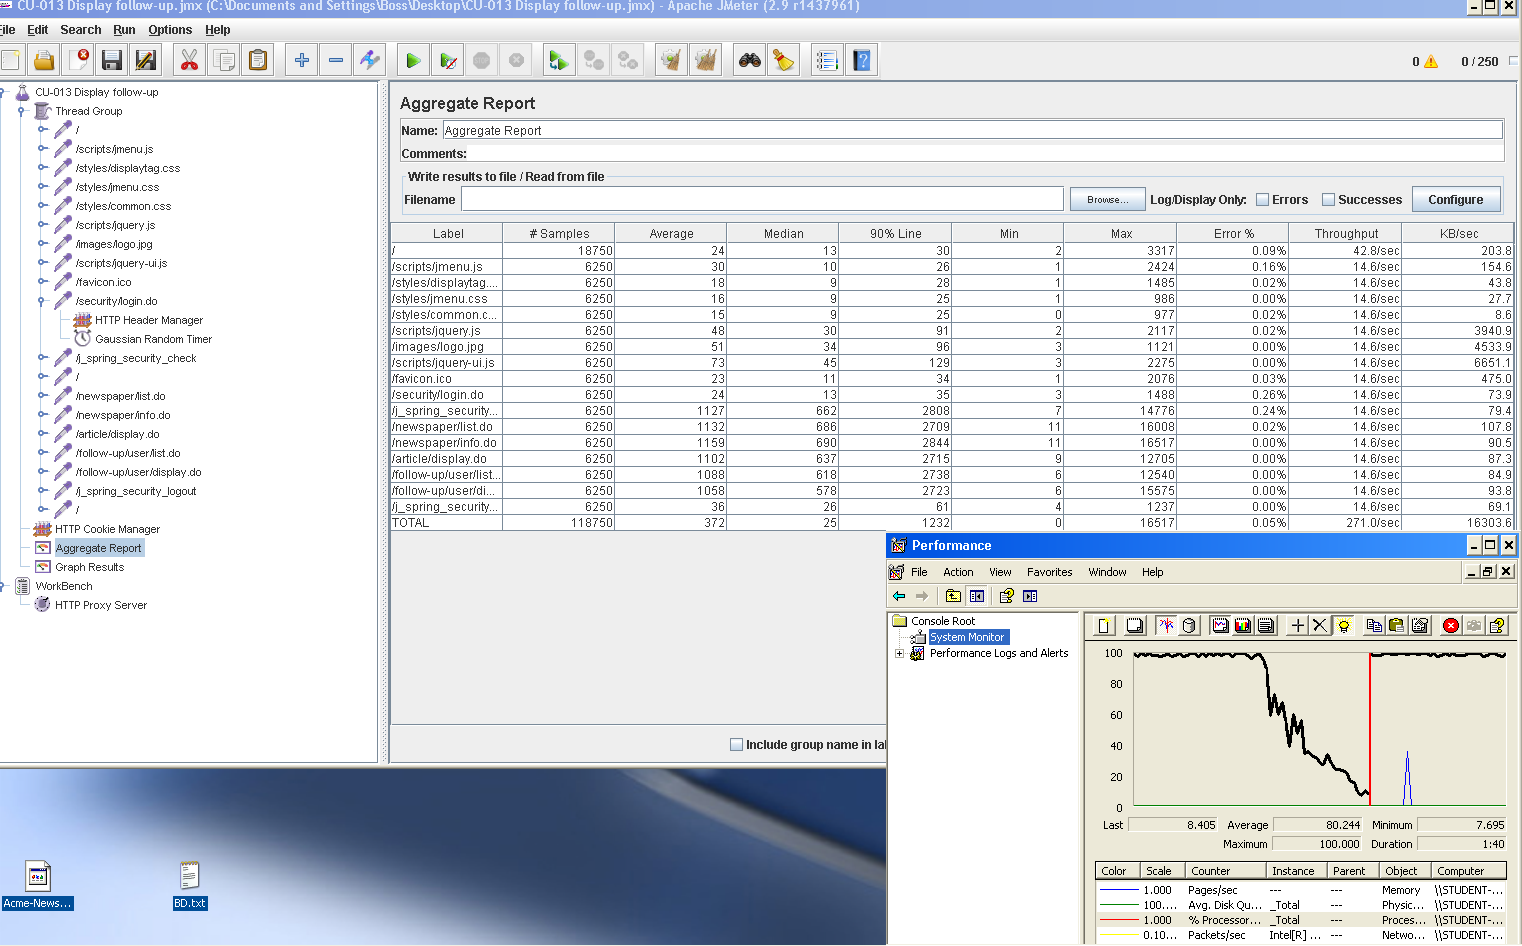 CU-013 Display follow-up.jmx (C:\Documents and Settings\Boss\Desktop\CU-013 Display follow-up.jmx) - Apache JMeter (2.9 r1437961)
File Edit Search Run Options Help
0 0 / 250
CU-013 Display follow-up
Thread Group
/
/scripts/jmenu.js
/styles/displaytag.css
/styles/jmenu.css
/styles/common.css
/scripts/jquery.js
/images/logo.jpg
/scripts/jquery-ui.js
/favicon.ico
/security/login.do
HTTP Header Manager
Gaussian Random Timer
/j_spring_security_check
/
/newspaper/list.do
/newspaper/info.do
/article/display.do
/follow-up/user/list.do
/follow-up/user/display.do
/j_spring_security_logout
/
HTTP Cookie Manager
Aggregate Report
Graph Results
WorkBench
HTTP Proxy Server
Aggregate Report
Name: Aggregate Report
Comments:
Write results to file / Read from file
Filename Browse... Log/Display Only: Errors Successes Configure
Label # Samples Average Median 90% Line Min Max Error % Throughput KB/sec
/ 18750 24 13 30 2 3317 0.09% 42.8/sec 203.8
/scripts/jmenu.js 6250 30 10 26 1 2424 0.16% 14.6/sec 154.6
/styles/displaytag.... 6250 18 9 28 1 1485 0.02% 14.6/sec 43.8
/styles/jmenu.css 6250 16 9 25 1 986 0.00% 14.6/sec 27.7
/styles/common.c... 6250 15 9 25 0 977 0.02% 14.6/sec 8.6
/scripts/jquery.js 6250 48 30 91 2 2117 0.02% 14.6/sec 3940.9
/images/logo.jpg 6250 51 34 96 3 1121 0.00% 14.6/sec 4533.9
/scripts/jquery-ui.js 6250 73 45 129 3 2275 0.00% 14.6/sec 6651.1
/favicon.ico 6250 23 11 34 1 2076 0.03% 14.6/sec 475.0
/security/login.do 6250 24 13 35 3 1488 0.26% 14.6/sec 73.9
/j_spring_security... 6250 1127 662 2808 7 14776 0.24% 14.6/sec 79.4
/newspaper/list.do 6250 1132 686 2709 11 16008 0.02% 14.6/sec 107.8
/newspaper/info.do 6250 1159 690 2844 11 16517 0.00% 14.6/sec 90.5
/article/display.do 6250 1102 637 2715 9 12705 0.00% 14.6/sec 87.3
/follow-up/user/list... 6250 1088 618 2738 6 12540 0.00% 14.6/sec 84.9
/follow-up/user/di... 6250 1058 578 2723 6 15575 0.00% 14.6/sec 93.8
/j_spring_security... 6250 36 26 61 4 1237 0.00% 14.6/sec 69.1
TOTAL 118750 372 25 1232 0 16517 0.05% 271.0/sec 16303.6
Include group name in lal
Performance
File Action View Favorites Window Help
Console Root
System Monitor
Performance Logs and Alerts
100
80
60
40
20
0
Last 8.405 Average 80.244 Minimum 7.695
Maximum 100.000 Duration 1:40
Color Scale Counter Instance Parent Object Computer
1.000 Pages/sec --- --- Memory \\STUDENT-...
100.... Avg. Disk Qu... _Total --- Physic... \\STUDENT-...
1.000 % Processor... _Total --- Proces... \\STUDENT-...
0.10... Packets/sec Intel[R] ... --- Netwo... \\STUDENT-...
Acme-News...
BD.txt